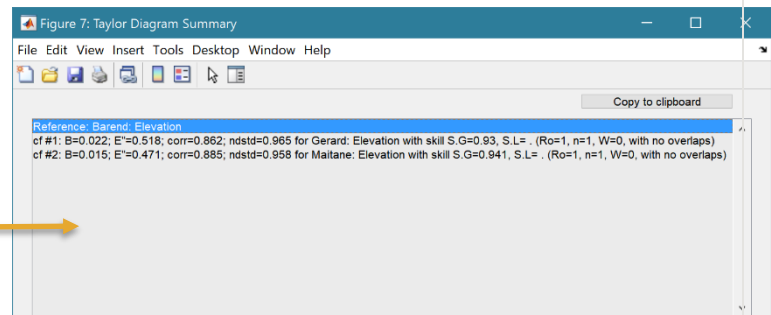 Figure 7: Taylor Diagram Summary
File Edit View Insert Tools Desktop Window Help
Copy to clipboard
Reference: Barend: Elevation
cf #1: B=0.022; E"=0.518; corr=0.862; ndstd=0.965 for Gerard: Elevation with skill S.G=0.93, S.L= . (Ro=1, n=1, W=0, with no overlaps)
cf #2: B=0.015; E"=0.471; corr=0.885; ndstd=0.958 for Maitane: Elevation with skill S.G=0.941, S.L= . (Ro=1, n=1, W=0, with no overlaps)